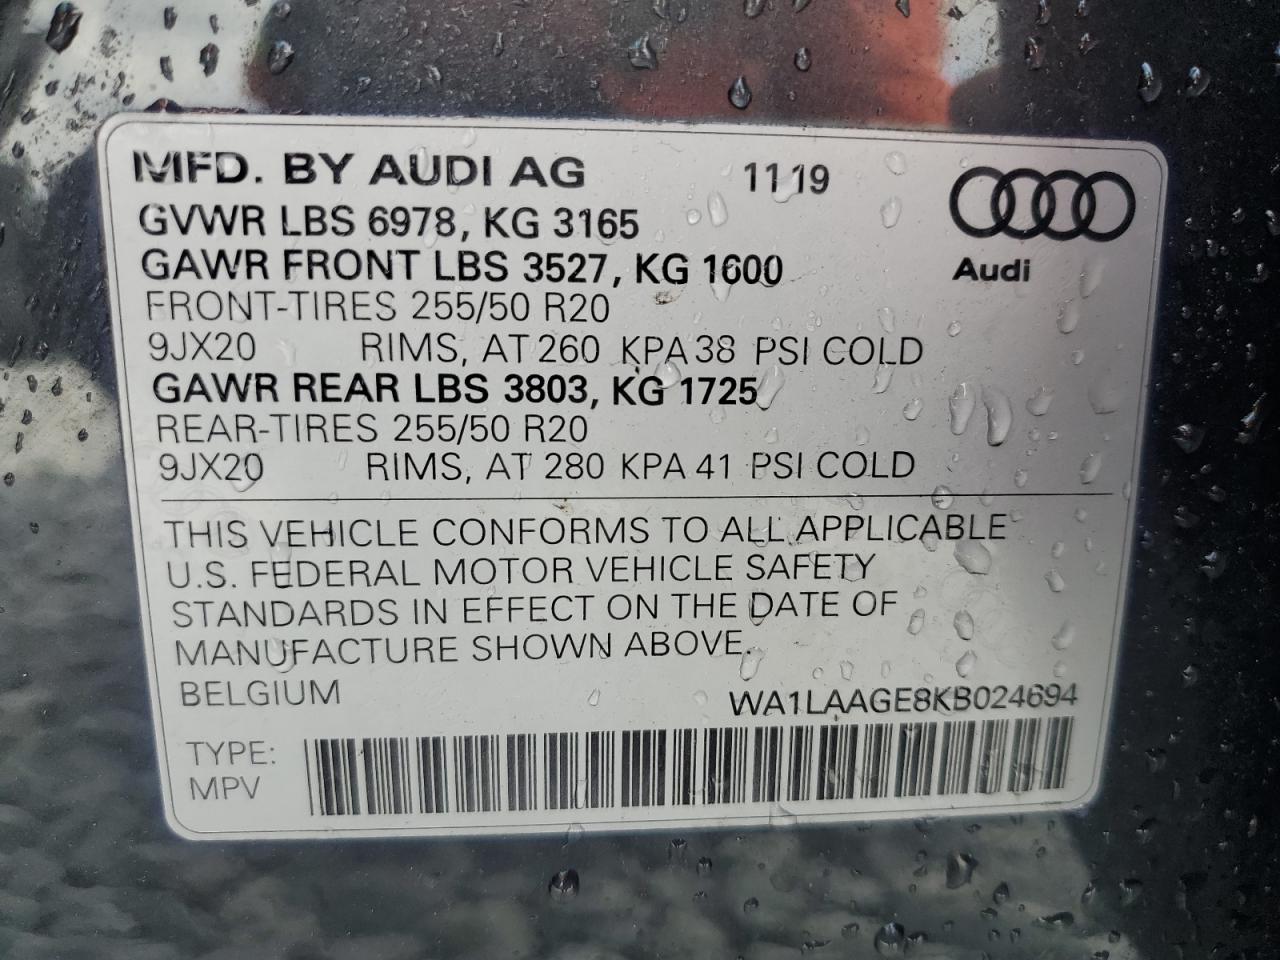 MFD. BY AUDI AG 11 19
GVWR LBS 6978, KG 3165
GAWR FRONT LBS 3527, KG 1600
Audi
FRONT-TIRES 255/50 R20
9JX20 RIMS, AT 260 KPA 38 PSI COLD
GAWR REAR LBS 3803, KG 1725
REAR-TIRES 255/50 R20
9JX20 RIMS, AT 280 KPA 41 PSI COLD
THIS VEHICLE CONFORMS TO ALL APPLICABLE
U.S. FEDERAL MOTOR VEHICLE SAFETY
STANDARDS IN EFFECT ON THE DATE OF
MANUFACTURE SHOWN ABOVE.
BELGIUM WA1LAAGE8KB024694
TYPE:
MPV